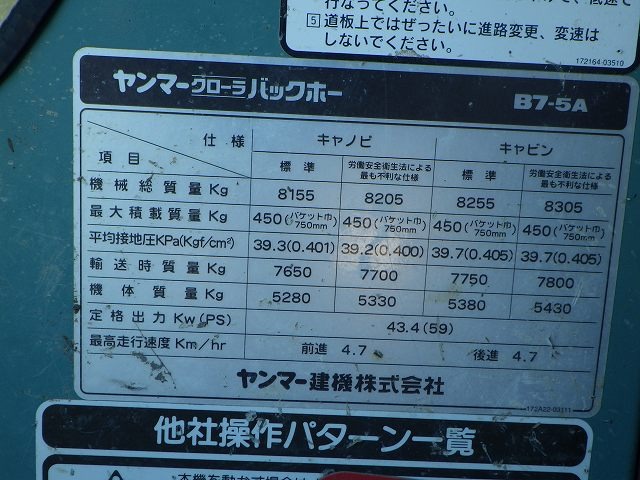 行なってください。
5 道板上ではぜったいに進路変更、変速は
しないでください。
172164-03510
ヤンマークローラバックホー B7-5A
仕様 キャノピ キャビン
項目 標準 労働安全衛生法による最も不利な仕様 標準 労働安全衛生法による最も不利な仕様
機械総質量Kg 8155 8205 8255 8305
最大積載質量Kg 450(バケット巾750mm) 450(バケット巾750mm) 450(バケット巾750mm) 450(バケット巾750mm)
平均接地圧KPa(Kgf/cm²) 39.3(0.401) 39.2(0.400) 39.7(0.405) 39.7(0.405)
輸送時質量Kg 7650 7700 7750 7800
機体質量Kg 5280 5330 5380 5430
定格出力Kw(PS) 43.4(59)
最高走行速度Km/hr 前進 4.7 後進 4.7
ヤンマー建機株式会社
172A22-03111
他社操作パターン一覧